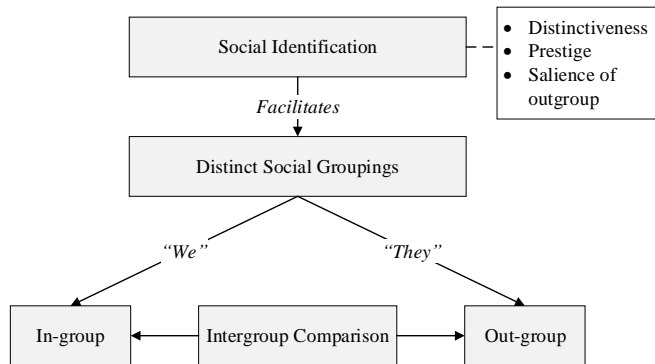 Social Identification
• Distinctiveness
• Prestige
• Salience of
outgroup
Facilitates
Distinct Social Groupings
“We”
“They”
In-group
Intergroup Comparison
Out-group